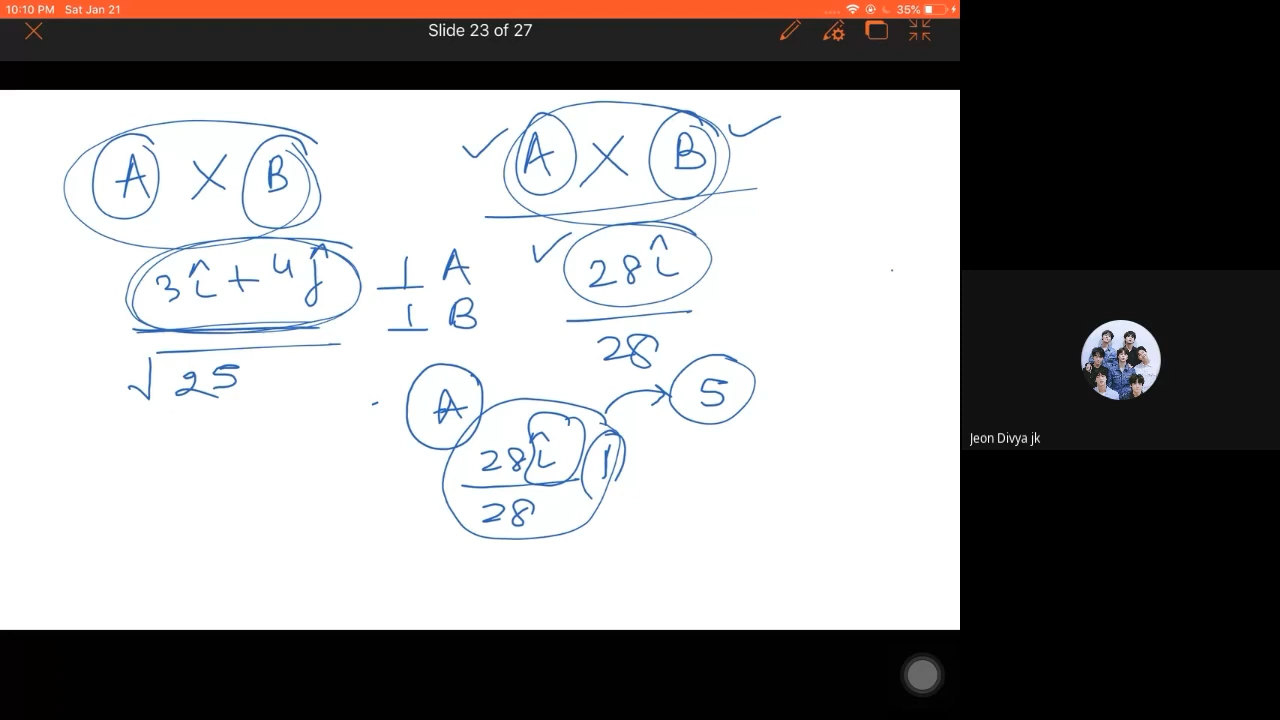 10:10 PM Sat Jan 21
35%
Slide 23 of 27
A × B
3î + 4ĵ
√25
⊥ A
⊥ B
A × B
28î
28
A
28î 1
28
5
Jeon Divya jk